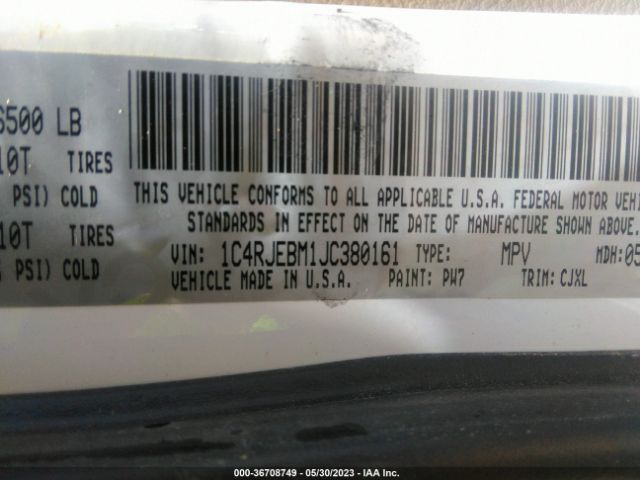 6500 LB
10T TIRES
PSI) COLD
10T TIRES
PSI) COLD
THIS VEHICLE CONFORMS TO ALL APPLICABLE U.S.A. FEDERAL MOTOR VEHI
STANDARDS IN EFFECT ON THE DATE OF MANUFACTURE SHOWN ABOVE.
VIN: 1C4RJEBM1JC380161 TYPE: MPV MDH: 05
VEHICLE MADE IN U.S.A. PAINT: PW7 TRIM: CJXL
000-36708749 — 05/30/2023 — IAA Inc.